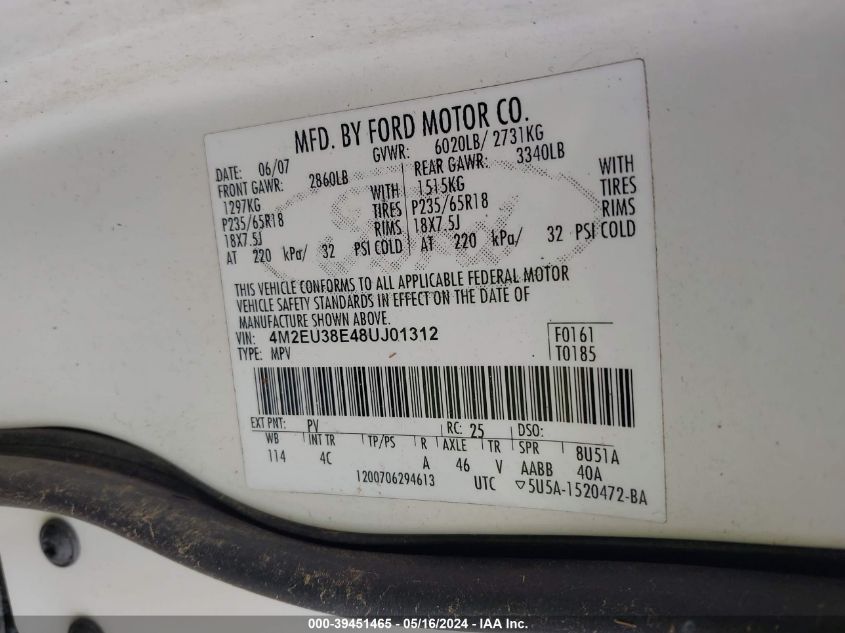 MFD. BY FORD MOTOR CO.
DATE: 06/07 GVWR: 6020LB/ 2731KG
FRONT GAWR: 2860LB REAR GAWR: 3340LB
1297KG WITH 1515KG WITH
P235/65R18 TIRES P235/65R18 TIRES
18X7.5J RIMS 18X7.5J RIMS
AT 220 kPa/ 32 PSI COLD AT 220 kPa/ 32 PSI COLD
THIS VEHICLE CONFORMS TO ALL APPLICABLE FEDERAL MOTOR
VEHICLE SAFETY STANDARDS IN EFFECT ON THE DATE OF
MANUFACTURE SHOWN ABOVE.
VIN: 4M2EU38E48UJ01312 F0161
TYPE: MPV T0185
EXT PNT: PV RC: 25 DSO:
WB INT TR TP/PS R AXLE TR SPR 8U51A
114 4C A 46 V AABB 40A
1200706294613 UTC ▽5U5A-1520472-BA
000-39451465 - 05/16/2024 - IAA Inc.